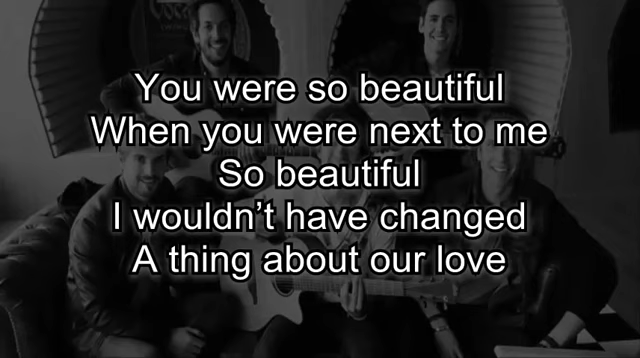 You were so beautiful
When you were next to me
So beautiful
I wouldn’t have changed
A thing about our love